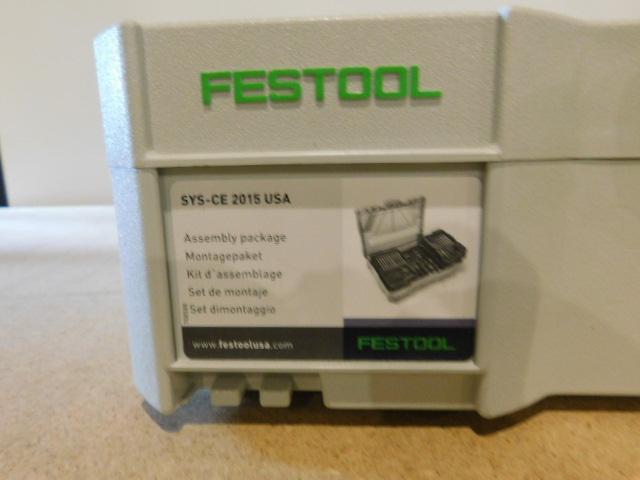 FESTOOL
SYS-CE 2015 USA
Assembly package
Montagepaket
Kit d'assemblage
Set de montaje
Set dimontaggio
www.festoolusa.com
FESTOOL